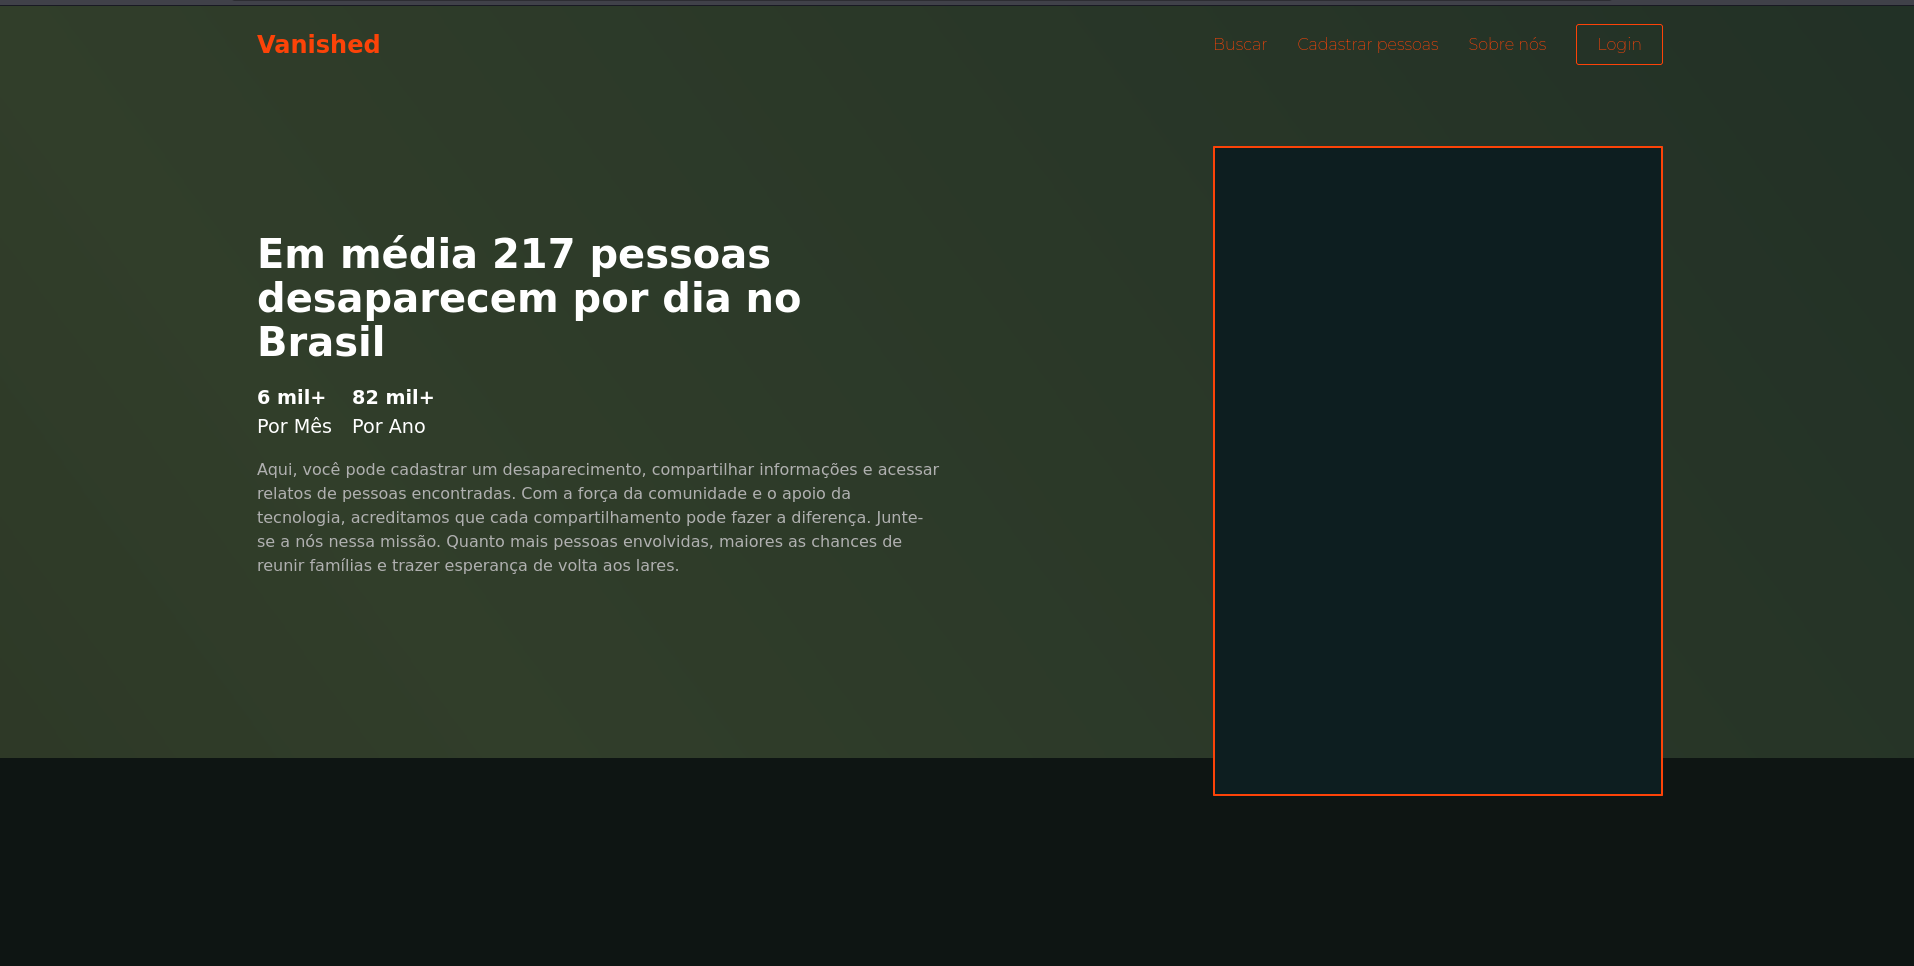 Vanished
Buscar
Cadastrar pessoas
Sobre nós
Login
Em média 217 pessoas
desaparecem por dia no
Brasil
6 mil+
82 mil+
Por Mês
Por Ano
Aqui, você pode cadastrar um desaparecimento, compartilhar informações e acessar
relatos de pessoas encontradas. Com a força da comunidade e o apoio da
tecnologia, acreditamos que cada compartilhamento pode fazer a diferença. Junte-
se a nós nessa missão. Quanto mais pessoas envolvidas, maiores as chances de
reunir famílias e trazer esperança de volta aos lares.